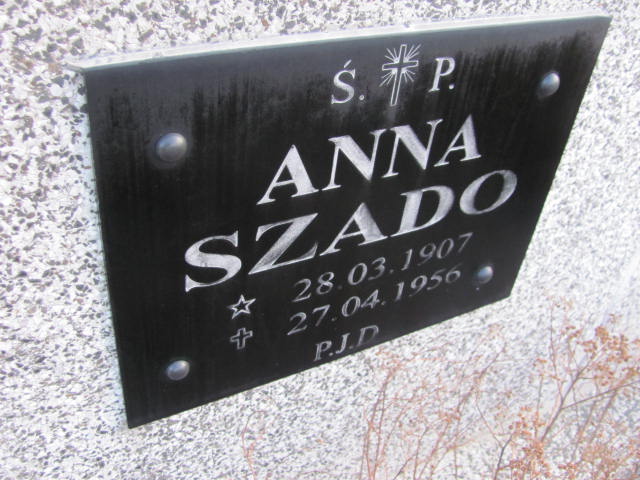 Ś. P.
ANNA
SZADO
28.03.1907
27.04.1956
P.J.D